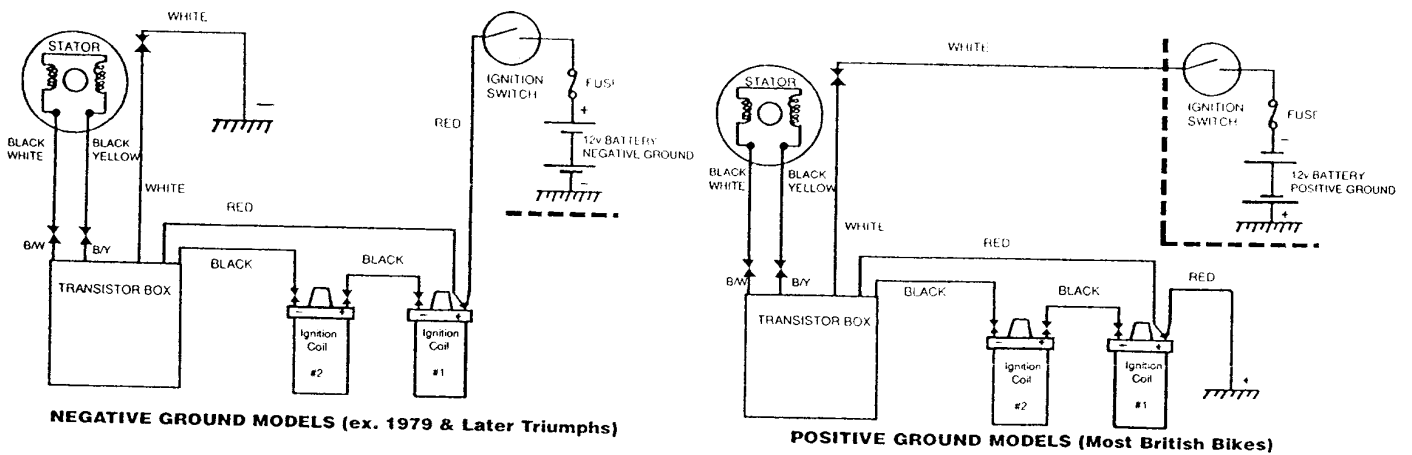 WHITE
STATOR
BLACK
WHITE
BLACK
YELLOW
WHITE
B/W
B/Y
RED
BLACK
BLACK
TRANSISTOR BOX
Ignition
Coil
#2
Ignition
Coil
#1
–
+
–
+
–
RED
IGNITION
SWITCH
FUSE
+
12v BATTERY
NEGATIVE GROUND
–
NEGATIVE GROUND MODELS (ex. 1979 & Later Triumphs)
WHITE
STATOR
BLACK
WHITE
BLACK
YELLOW
WHITE
B/W
B/Y
RED
BLACK
BLACK
RED
TRANSISTOR BOX
–
+
–
+
Ignition
Coil
#2
Ignition
Coil
#1
+
IGNITION
SWITCH
FUSE
–
12v BATTERY
POSITIVE GROUND
+
POSITIVE GROUND MODELS (Most British Bikes)